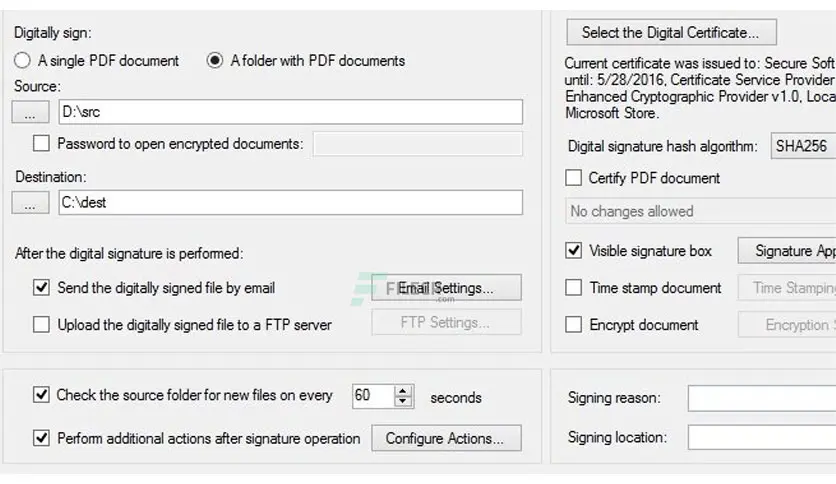 Digitally sign:
A single PDF document
A folder with PDF documents
Source:
...
D:\src
Password to open encrypted documents:
Destination:
...
C:\dest
After the digital signature is performed:
Send the digitally signed file by email
Email Settings...
Upload the digitally signed file to a FTP server
FTP Settings...
Check the source folder for new files on every
60
seconds
Perform additional actions after signature operation
Configure Actions...
Select the Digital Certificate...
Current certificate was issued to: Secure Soft
until: 5/28/2016, Certificate Service Provider
Enhanced Cryptographic Provider v1.0, Loca
Microsoft Store.
Digital signature hash algorithm:
SHA256
Certify PDF document
No changes allowed
Visible signature box
Signature App
Time stamp document
Time Stamping
Encrypt document
Encryption S
Signing reason:
Signing location:
.com